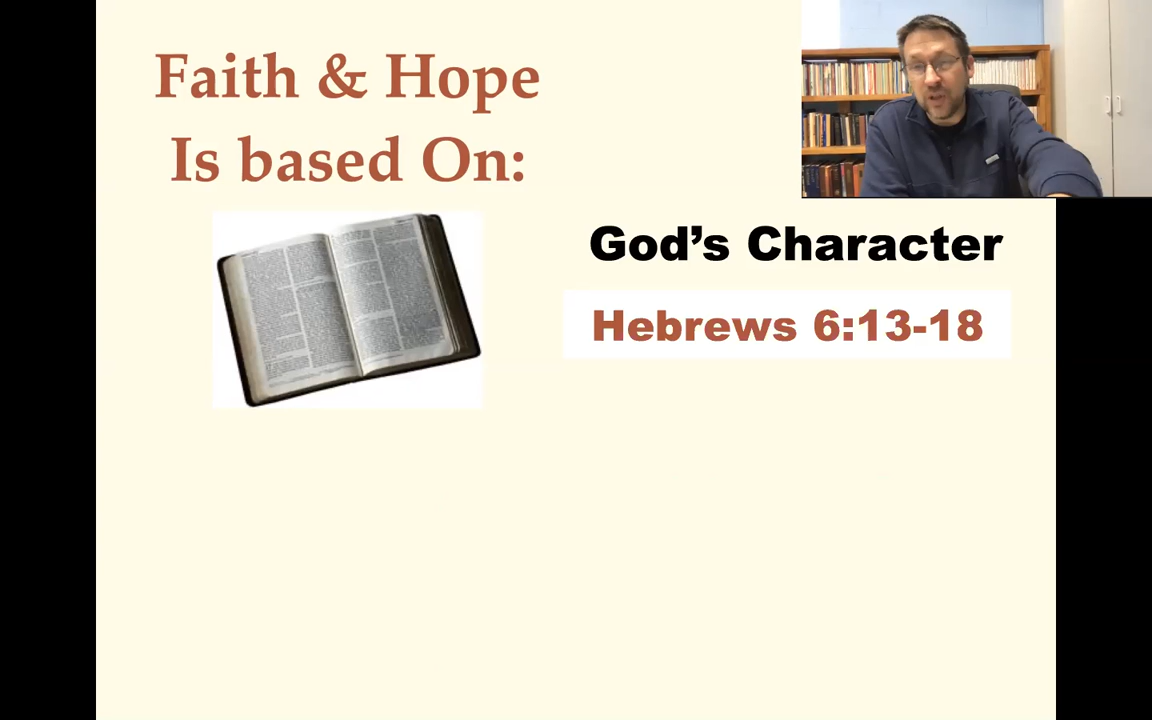 Faith & Hope
Is based On:
God’s Character
Hebrews 6:13-18